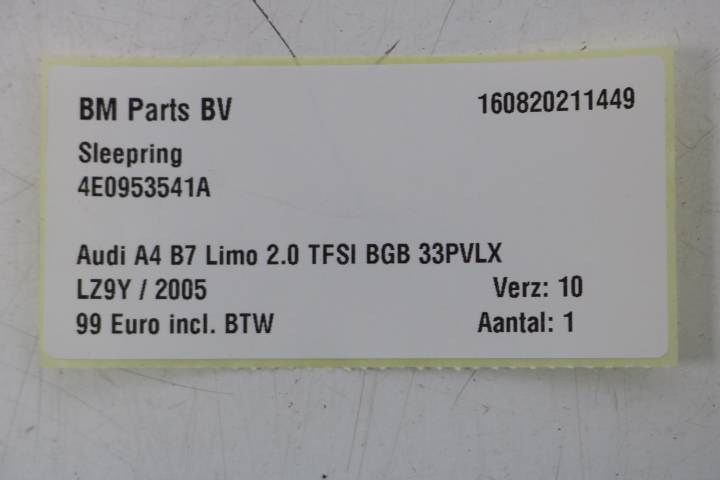 BM Parts BV 160820211449
Sleepring
4E0953541A
Audi A4 B7 Limo 2.0 TFSI BGB 33PVLX
LZ9Y / 2005 Verz: 10
99 Euro incl. BTW Aantal: 1